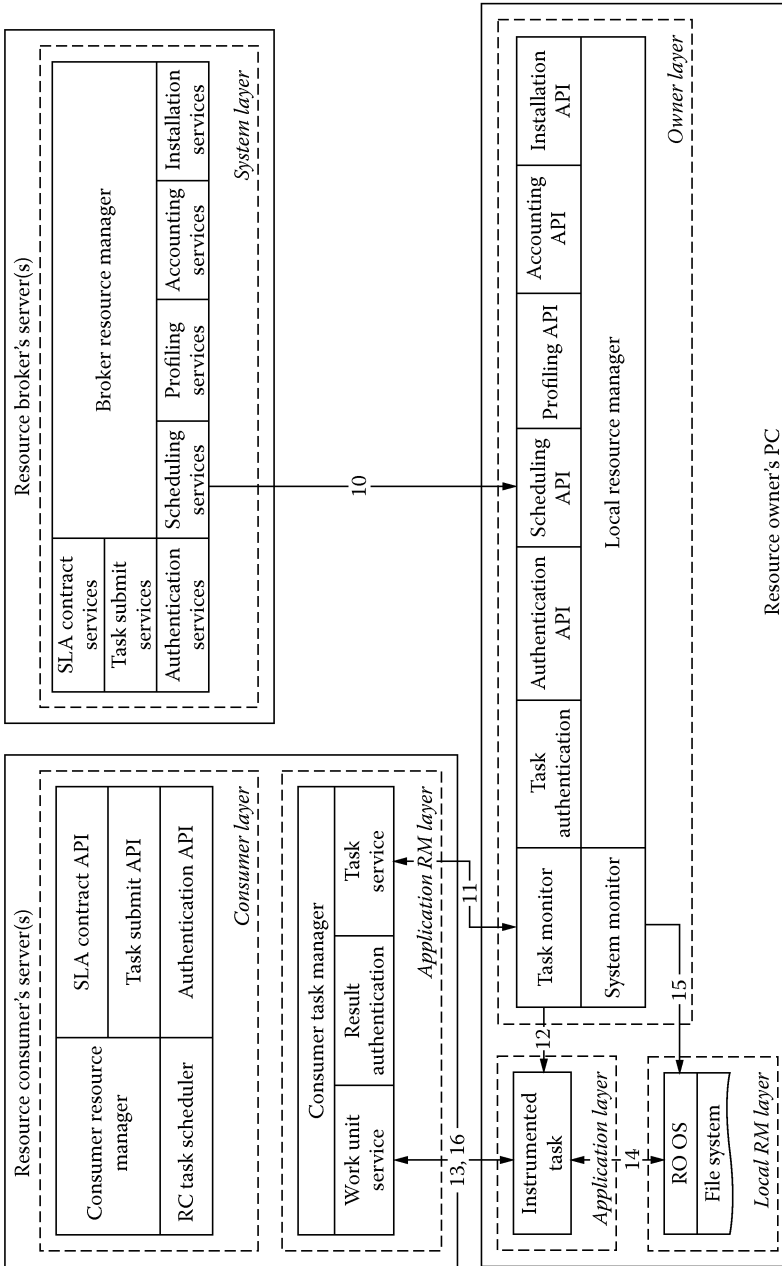 Resource consumer's server(s)
Consumer resource
manager
SLA contract API
Task submit API
RC task scheduler
Authentication API
Consumer layer
Consumer task manager
Work unit
service
Result
authentication
Task
service
Application RM layer
Resource broker's server(s)
SLA contract
services
Task submit
services
Broker resource manager
Authentication
services
Scheduling
services
Profiling
services
Accounting
services
Installation
services
System layer
13, 16
11
10
Instrumented
task
Application layer
12
14
RO OS
File system
Local RM layer
15
Task monitor
System monitor
Task
authentication
Authentication
API
Scheduling
API
Profiling API
Accounting
API
Installation
API
Local resource manager
Owner layer
Resource owner's PC